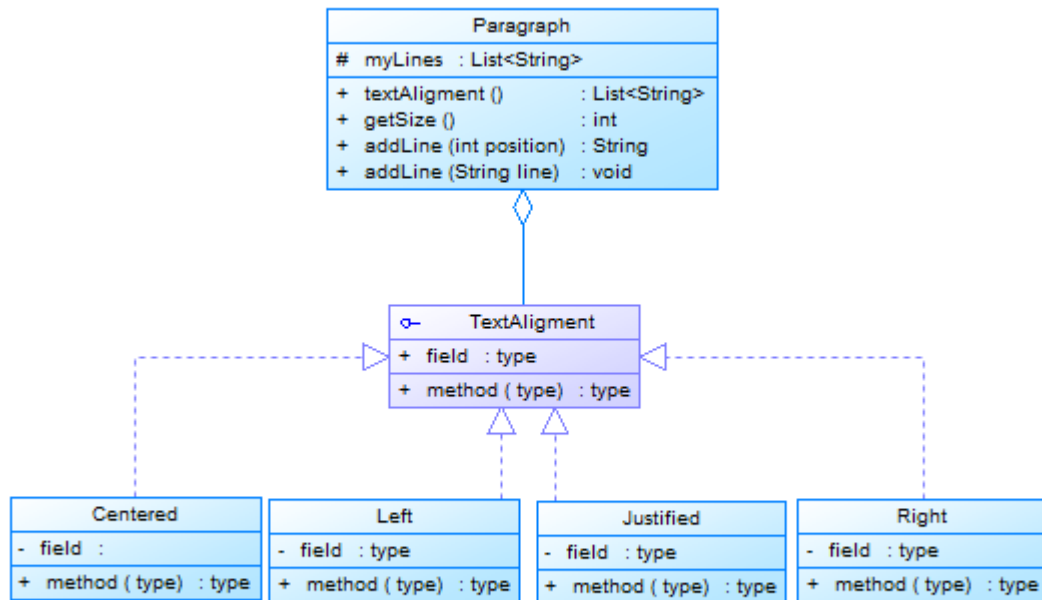 Paragraph
# myLines : List<String>
+ textAligment () : List<String>
+ getSize () : int
+ addLine (int position) : String
+ addLine (String line) : void
TextAligment
+ field : type
+ method ( type) : type
Centered
- field :
+ method ( type) : type
Left
- field : type
+ method ( type) : type
Justified
- field : type
+ method ( type) : type
Right
- field : type
+ method ( type) : type